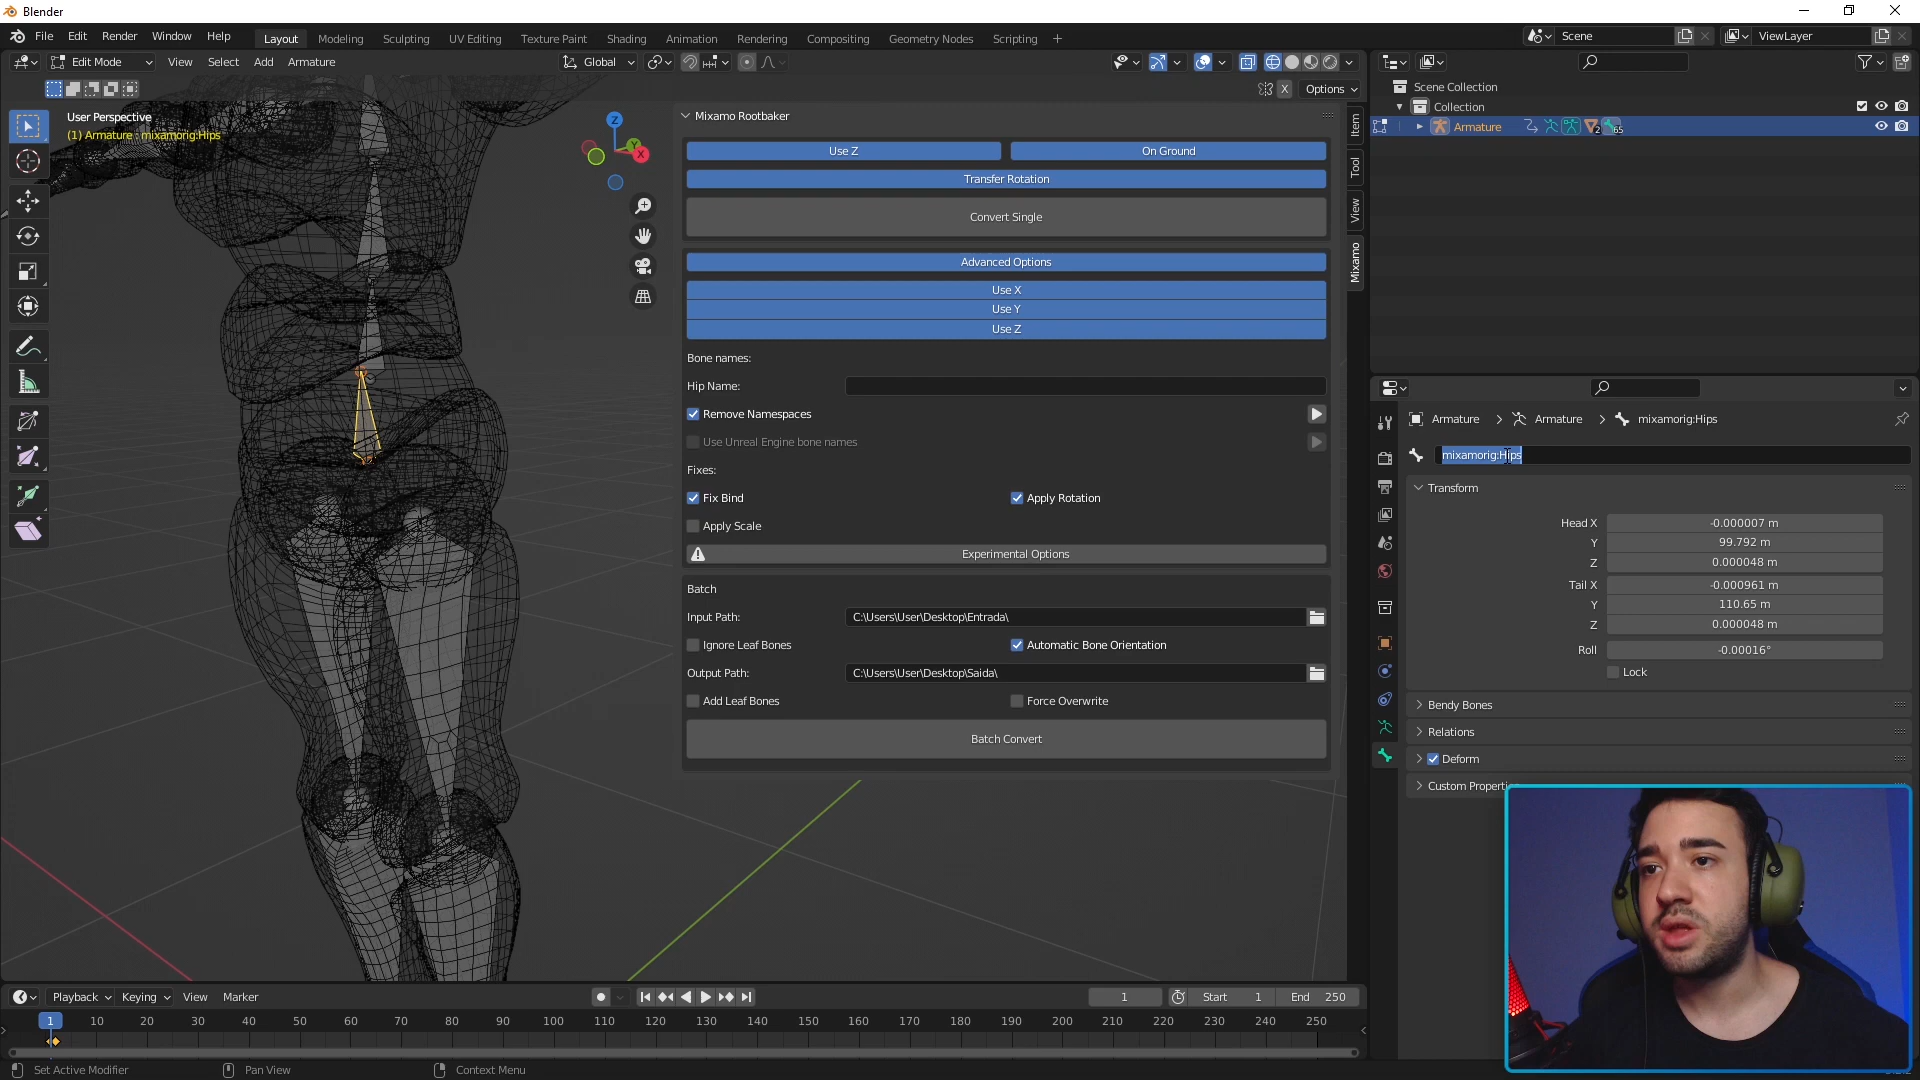 Blender
File Edit Render Window Help Layout Modeling Sculpting UV Editing Texture Paint Shading Animation Rendering Compositing Geometry Nodes Scripting + Scene ViewLayer
Edit Mode View Select Add Armature Global
X Options
User Perspective
(1) Armature : mixamorig:Hips
Z
Y
X
Mixamo Rootbaker
Use Z On Ground
Transfer Rotation
Convert Single
Advanced Options
Use X
Use Y
Use Z
Bone names:
Hip Name:
Remove Namespaces
Use Unreal Engine bone names
Fixes:
Fix Bind Apply Rotation
Apply Scale
Experimental Options
Batch
Input Path: C:\Users\User\Desktop\Entrada\
Ignore Leaf Bones Automatic Bone Orientation
Output Path: C:\Users\User\Desktop\Saida\
Add Leaf Bones Force Overwrite
Batch Convert
Item
Tool
View
Mixamo
Scene Collection
Collection
Armature 2 65
Armature > Armature > mixamorig:Hips
mixamorig:Hips
Transform
Head X -0.000007 m
Y 99.792 m
Z 0.000048 m
Tail X -0.000961 m
Y 110.65 m
Z 0.000048 m
Roll -0.00016°
Lock
Bendy Bones
Relations
Deform
Custom Properti
Playback Keying View Marker 1 Start 1 End 250
1 10 20 30 40 50 60 70 80 90 100 110 120 130 140 150 160 170 180 190 200 210 220 230 240 250
Set Active Modifier Pan View Context Menu